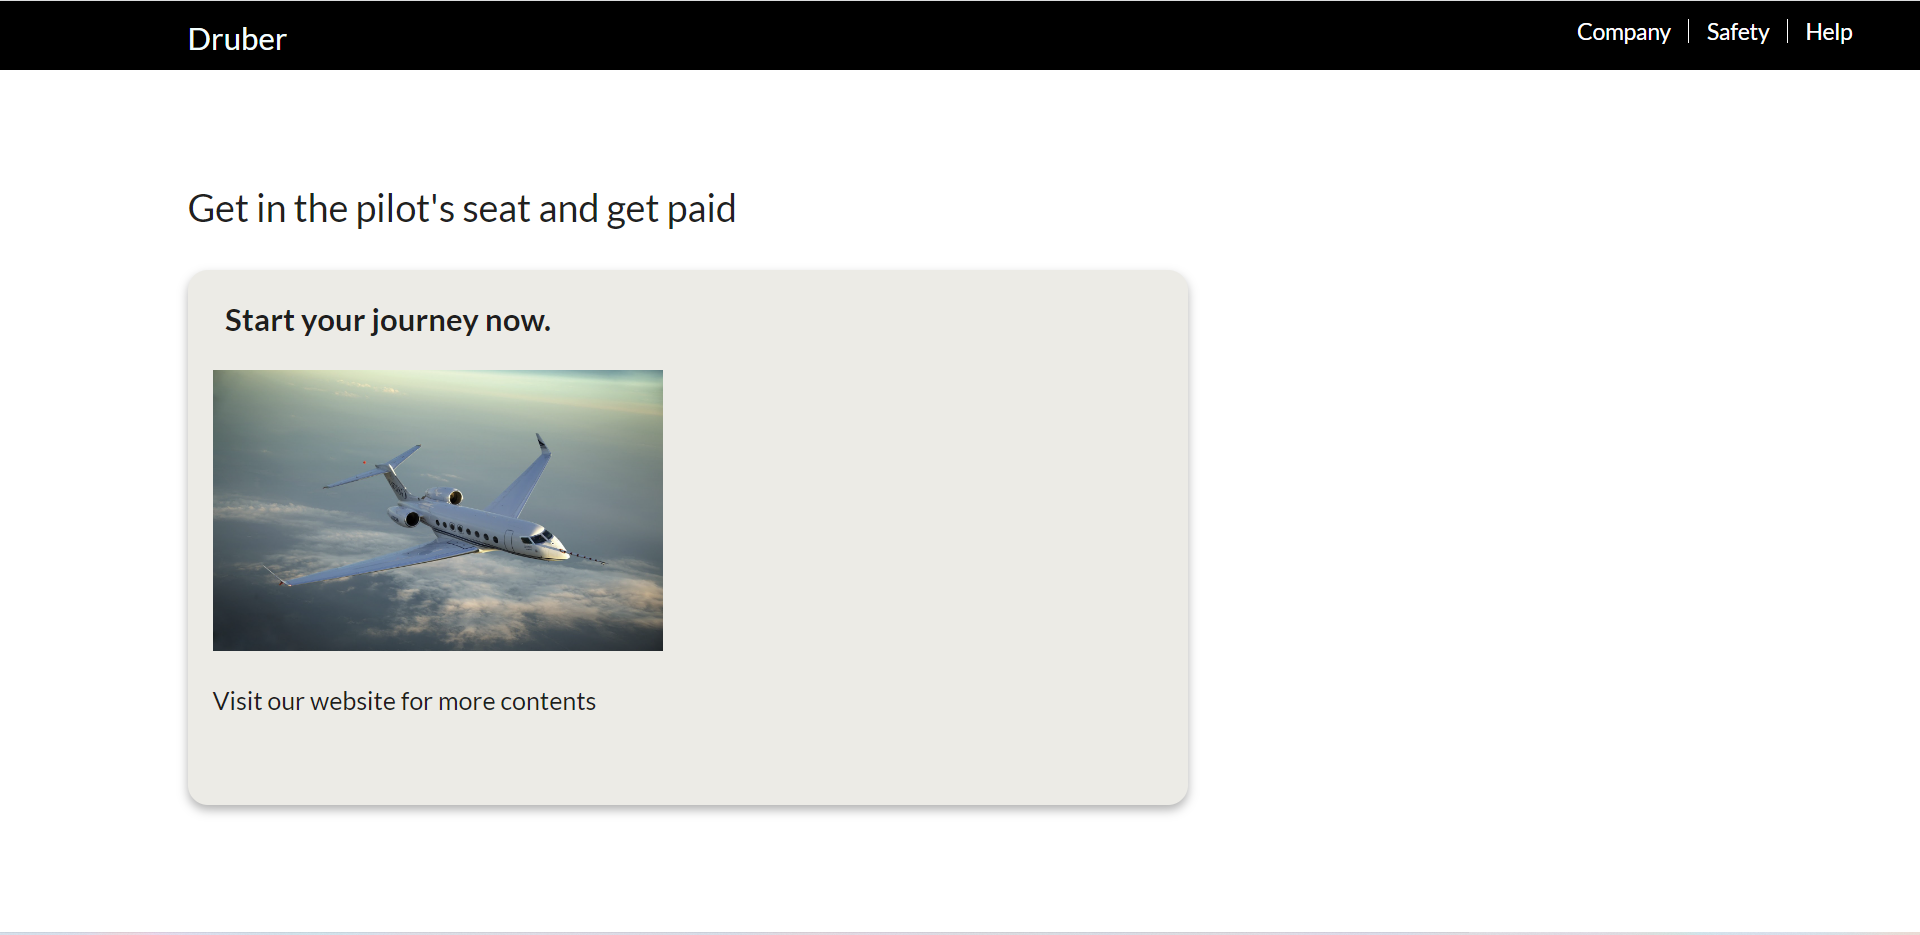 Druber
Company
Safety
Help
Get in the pilot's seat and get paid
Start your journey now.
Visit our website for more contents